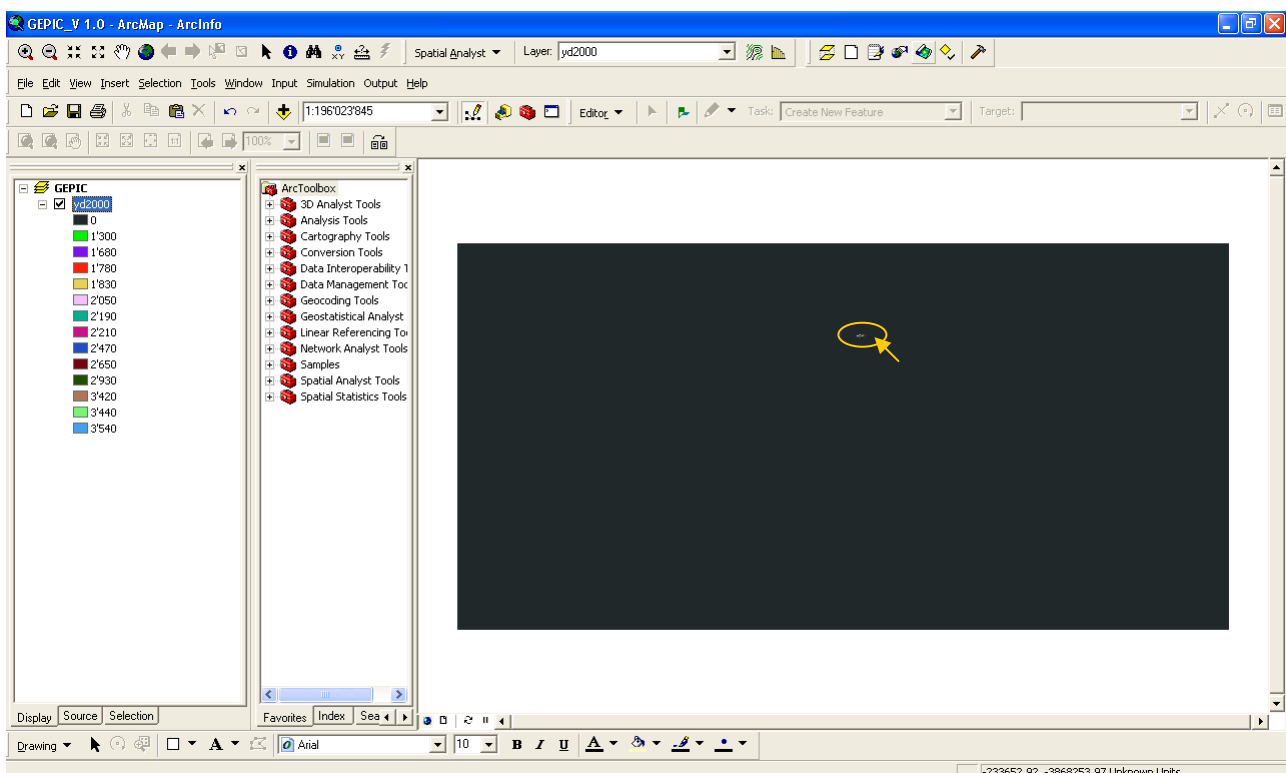 GEPIC_V 1.0 - ArcMap - ArcInfo
Spatial Analyst Layer: yd2000
File Edit View Insert Selection Tools Window Input Simulation Output Help
1:196'023'845 Editor Task: Create New Feature Target:
100%
GEPIC
yd2000
0
1'300
1'680
1'780
1'830
2'050
2'190
2'210
2'470
2'650
2'930
3'420
3'440
3'540
ArcToolbox
3D Analyst Tools
Analysis Tools
Cartography Tools
Conversion Tools
Data Interoperability T
Data Management Too
Geocoding Tools
Geostatistical Analyst
Linear Referencing Too
Network Analyst Tools
Samples
Spatial Analyst Tools
Spatial Statistics Tools
Display Source Selection
Favorites Index Sea
Drawing A Arial 10 B I U A
-233652.92 -3868253.97 Unknown Units